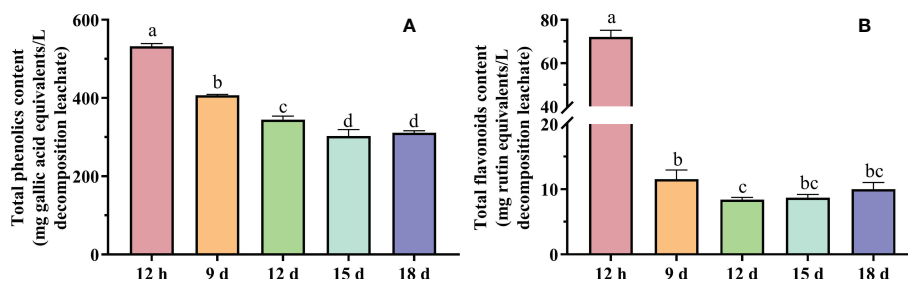 Total phenolics content
(mg gallic acid equivalents/L
decomposition leachate)
600
400
200
0
A
a
b
c
d
d
12 h
9 d
12 d
15 d
18 d
Total flavonoids content
(mg rutin equivalents/L
decomposition leachate)
80
60
40
20
10
0
B
a
b
c
bc
bc
12 h
9 d
12 d
15 d
18 d